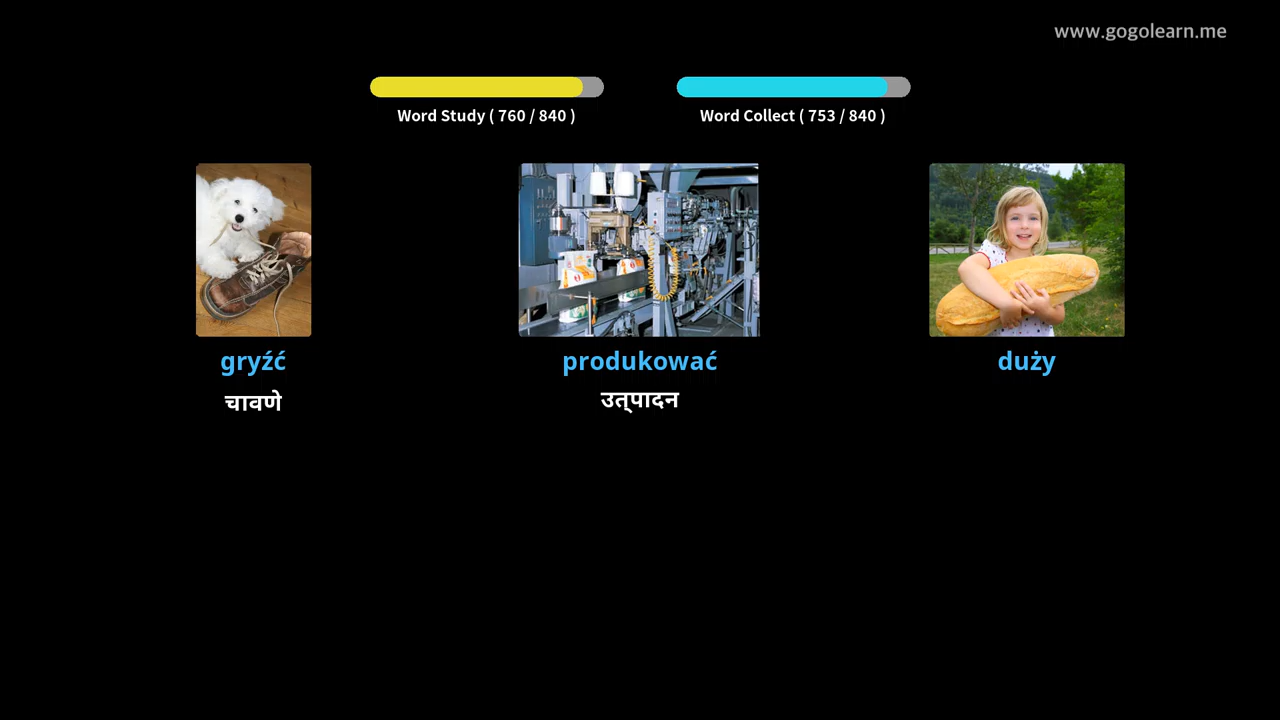 www.gogolearn.me
Word Study ( 760 / 840 )
Word Collect ( 753 / 840 )
gryźć
produkować
duży
चावणे
उत्पादन